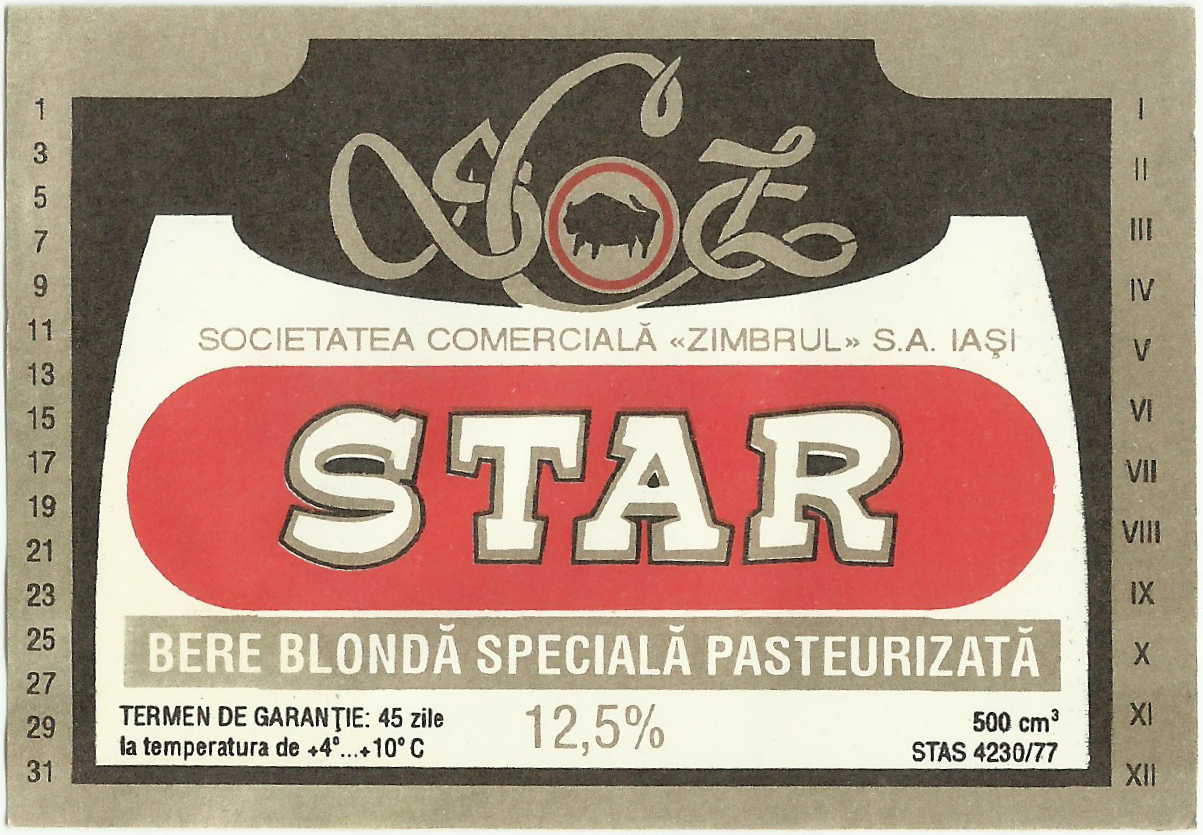 SCZ
SOCIETATEA COMERCIALĂ «ZIMBRUL» S.A. IAŞI
STAR
BERE BLONDĂ SPECIALĂ PASTEURIZATĂ
TERMEN DE GARANŢIE: 45 zile
la temperatura de +4°...+10° C
12,5%
500 cm³
STAS 4230/77
1
3
5
7
9
11
13
15
17
19
21
23
25
27
29
31
I
II
III
IV
V
VI
VII
VIII
IX
X
XI
XII